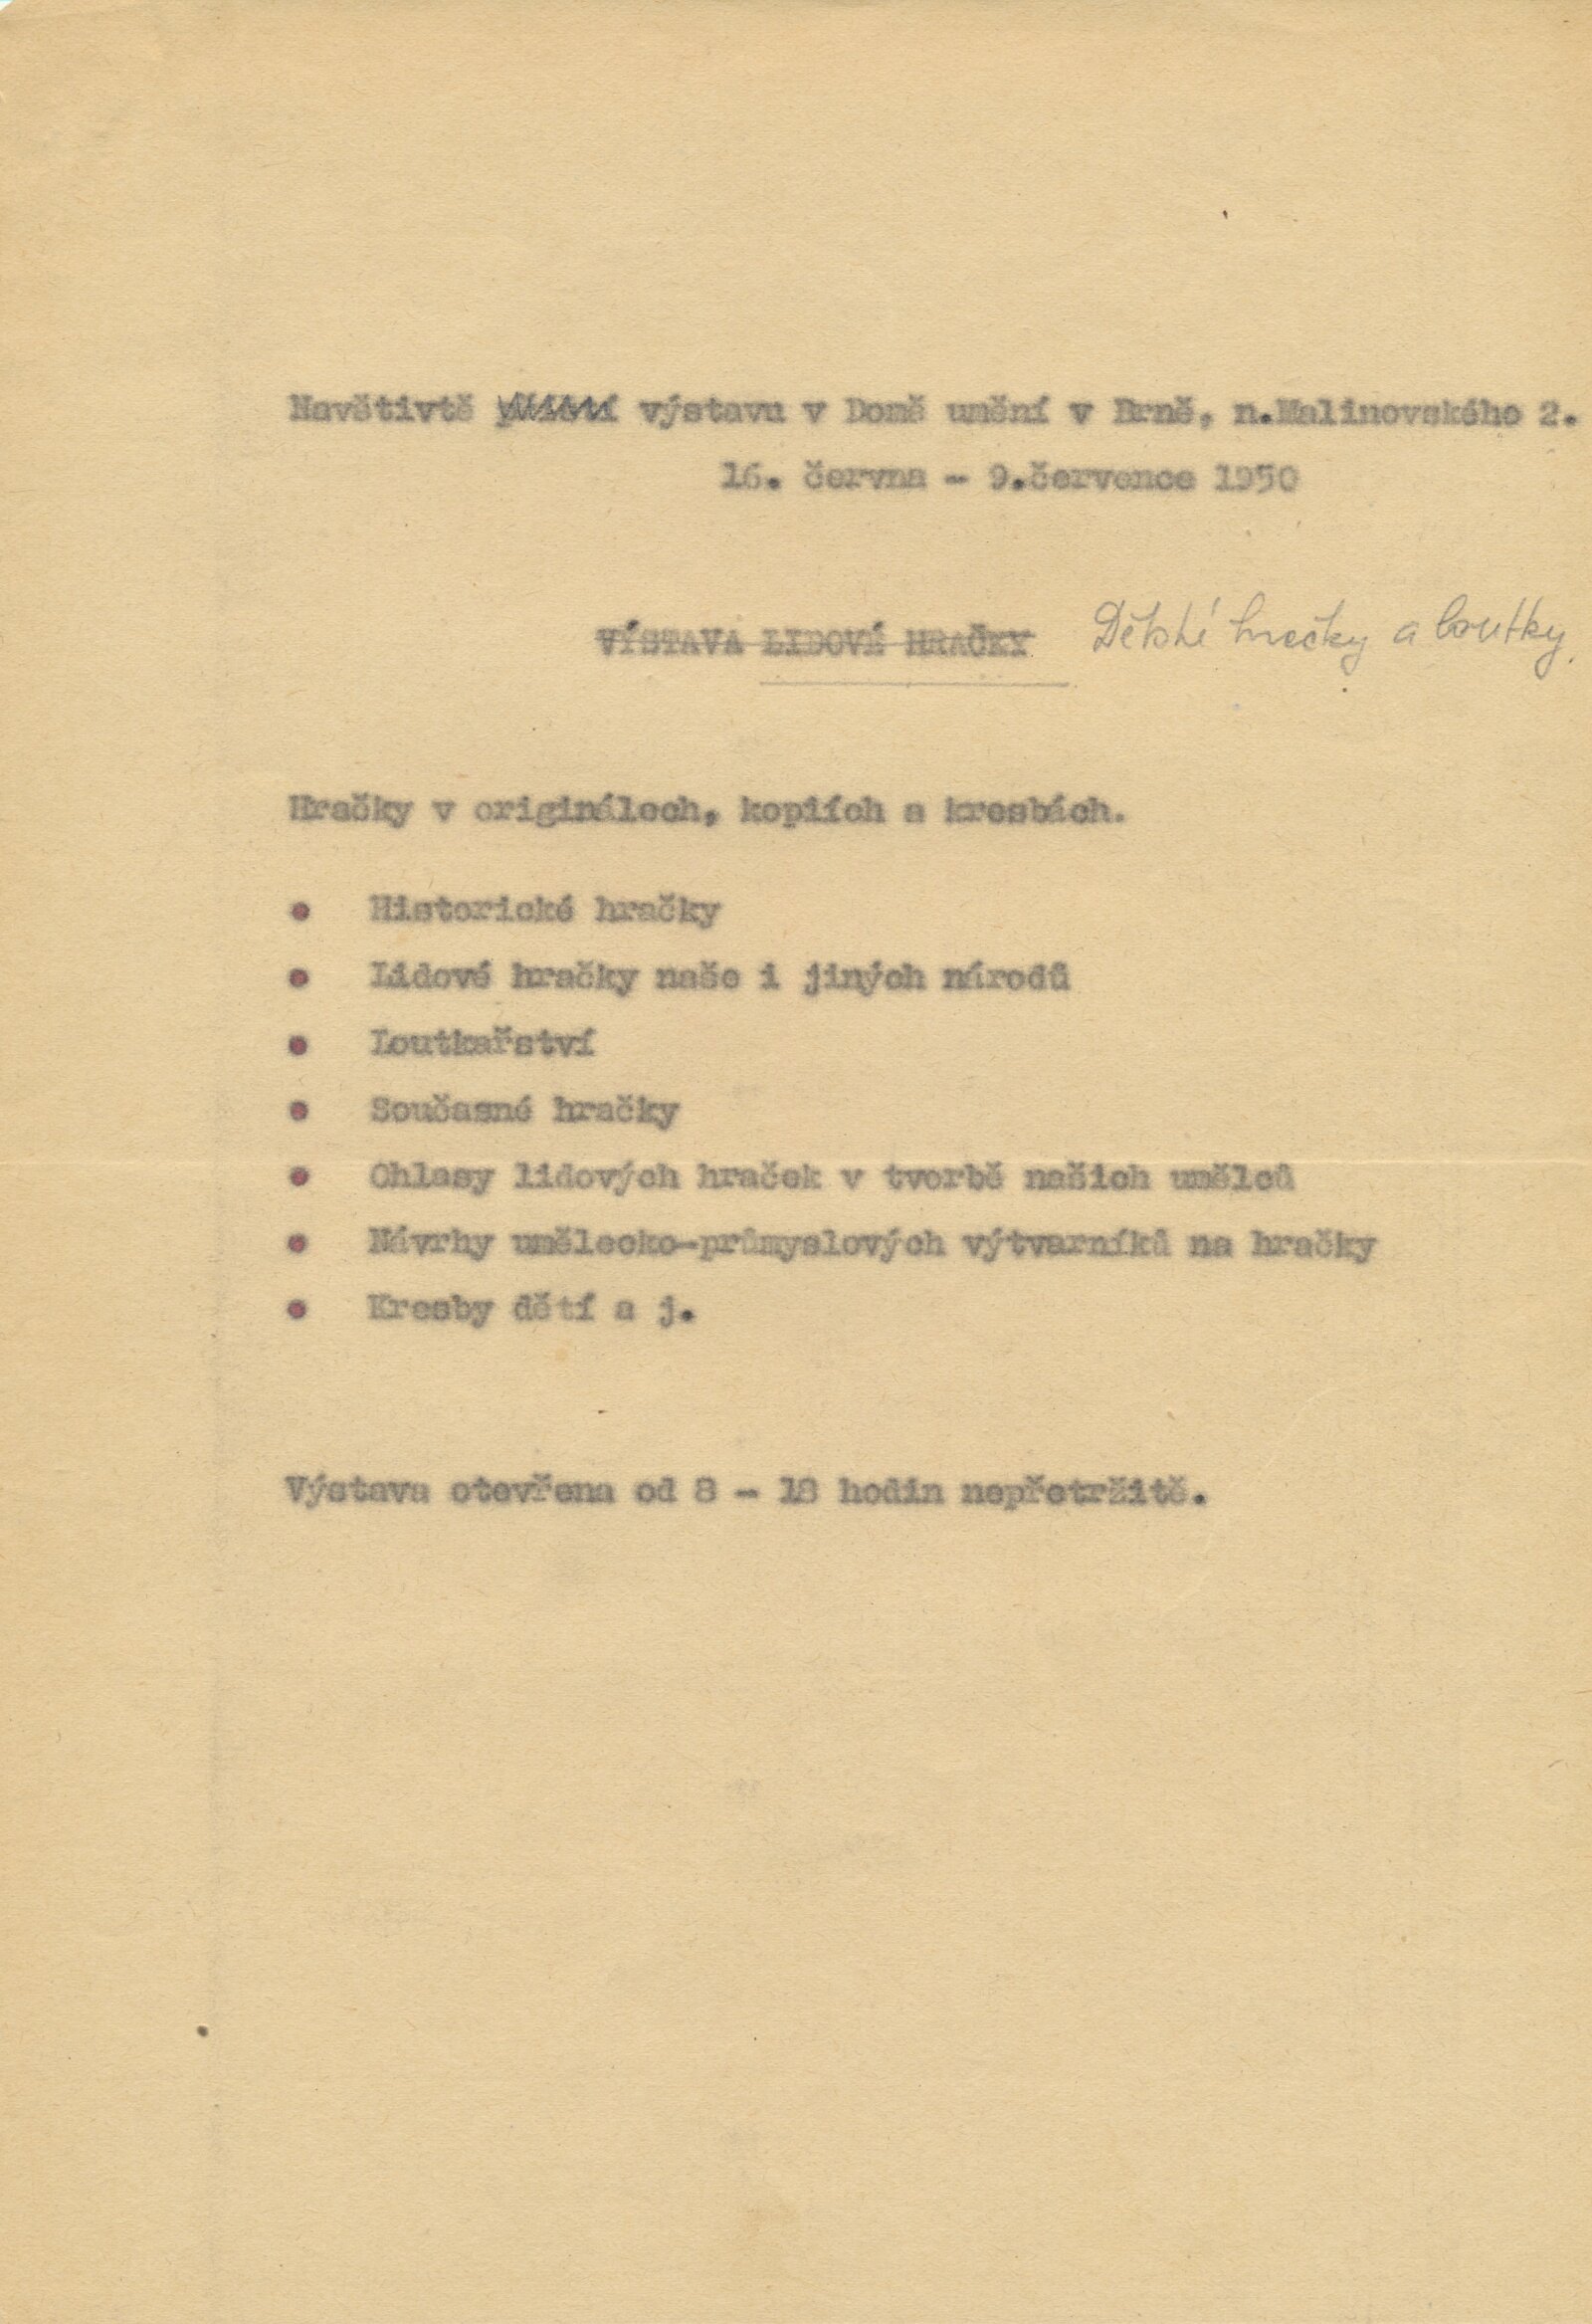 Navštivtě výstavu v Domě umění v Brně, n.Malinovského 2.
16. června - 9.července 1950
VÝSTAVA LIDOVÉ HRAČKY Dětské hračky a loutky.
Hračky v originálech, kopiích a kresbách.
• Historické hračky
• Lidové hračky naše i jiných národů
• Loutkařství
• Současné hračky
• Ohlasy lidových hraček v tvorbě našich umělců
• Návrhy umělecko-průmyslových výtvarníků na hračky
• Kresby dětí a j.
Výstava otevřena od 8 - 18 hodin nepřetržitě.